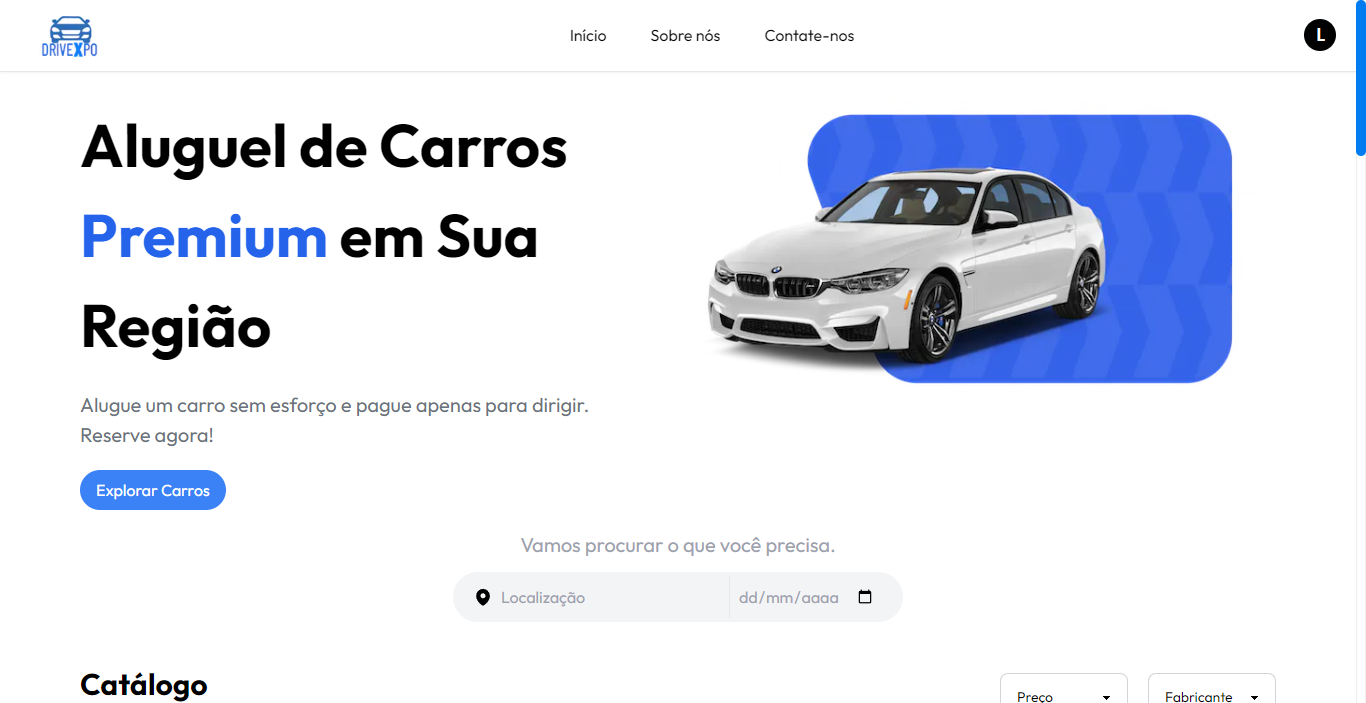 DRIVEXPO
Início
Sobre nós
Contate-nos
L
Aluguel de Carros
Premium em Sua
Região
Alugue um carro sem esforço e pague apenas para dirigir.
Reserve agora!
Explorar Carros
Vamos procurar o que você precisa.
Localização
dd/mm/aaaa
Catálogo
Preço
Fabricante